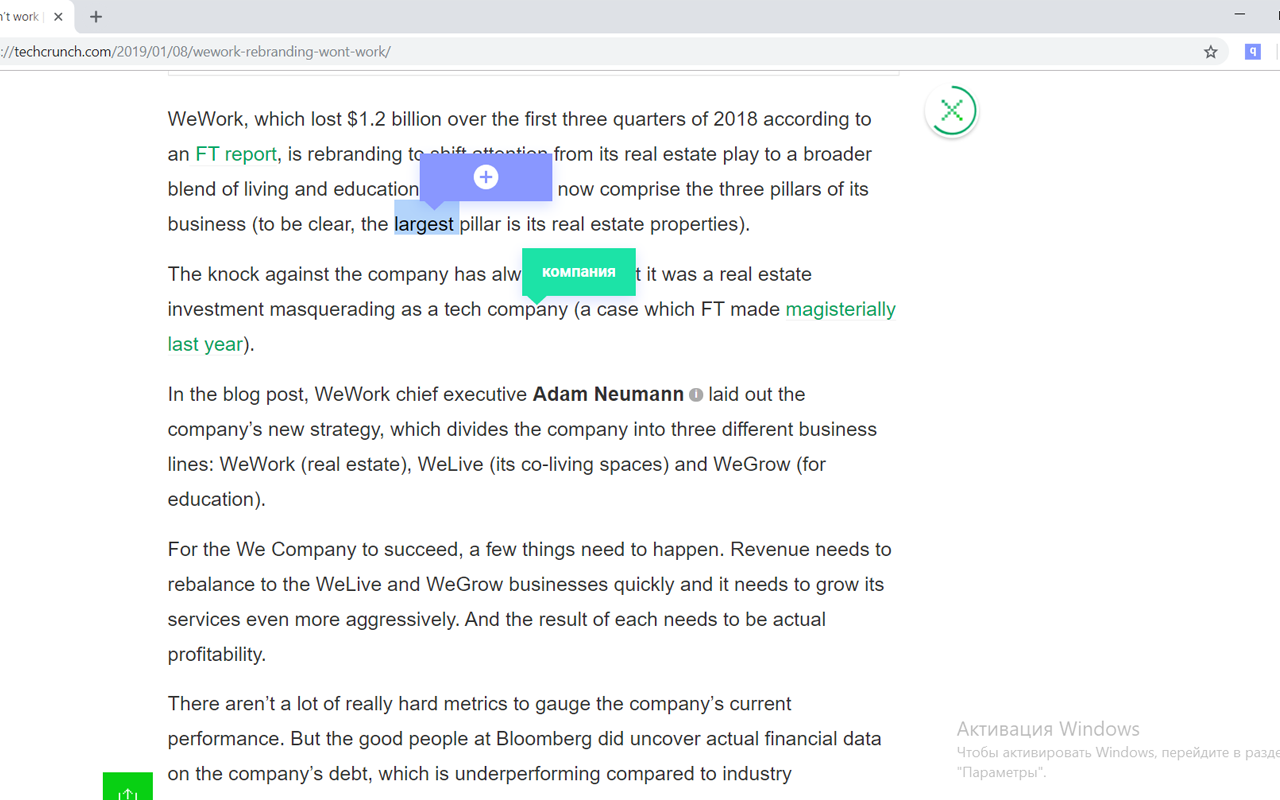 n't work |
://techcrunch.com/2019/01/08/wework-rebranding-wont-work/
q
WeWork, which lost $1.2 billion over the first three quarters of 2018 according to
an FT report, is rebranding to shift attention from its real estate play to a broader
blend of living and education now comprise the three pillars of its
business (to be clear, the largest pillar is its real estate properties).
The knock against the company has alw компания t it was a real estate
investment masquerading as a tech company (a case which FT made magisterially
last year).
In the blog post, WeWork chief executive Adam Neumann i laid out the
company’s new strategy, which divides the company into three different business
lines: WeWork (real estate), WeLive (its co-living spaces) and WeGrow (for
education).
For the We Company to succeed, a few things need to happen. Revenue needs to
rebalance to the WeLive and WeGrow businesses quickly and it needs to grow its
services even more aggressively. And the result of each needs to be actual
profitability.
There aren’t a lot of really hard metrics to gauge the company’s current
performance. But the good people at Bloomberg did uncover actual financial data
on the company’s debt, which is underperforming compared to industry
Активация Windows
Чтобы активировать Windows, перейдите в разде
"Параметры".